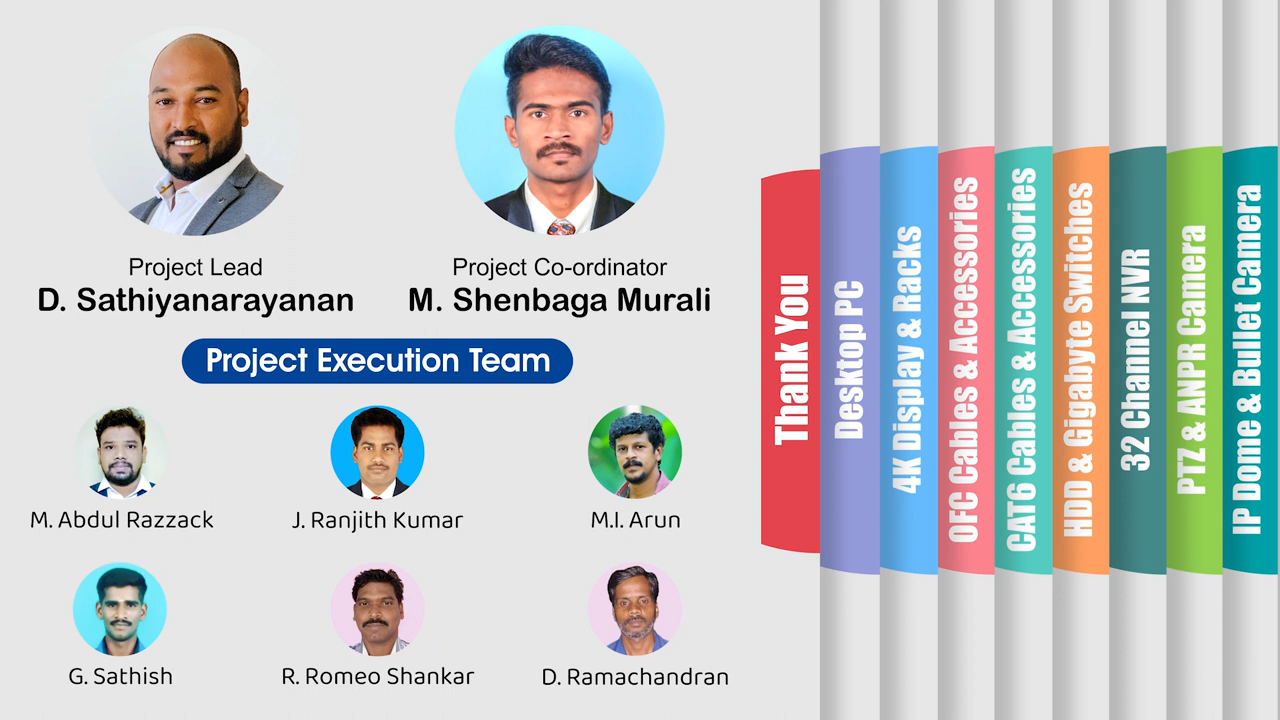 Project Lead
D. Sathiyanarayanan
Project Co-ordinator
M. Shenbaga Murali
Project Execution Team
M. Abdul Razzack
J. Ranjith Kumar
M.I. Arun
G. Sathish
R. Romeo Shankar
D. Ramachandran
Thank You
Desktop PC
4K Display & Racks
OFC Cables & Accessories
CAT6 Cables & Accessories
HDD & Gigabyte Switches
32 Channel NVR
PTZ & ANPR Camera
IP Dome & Bullet Camera